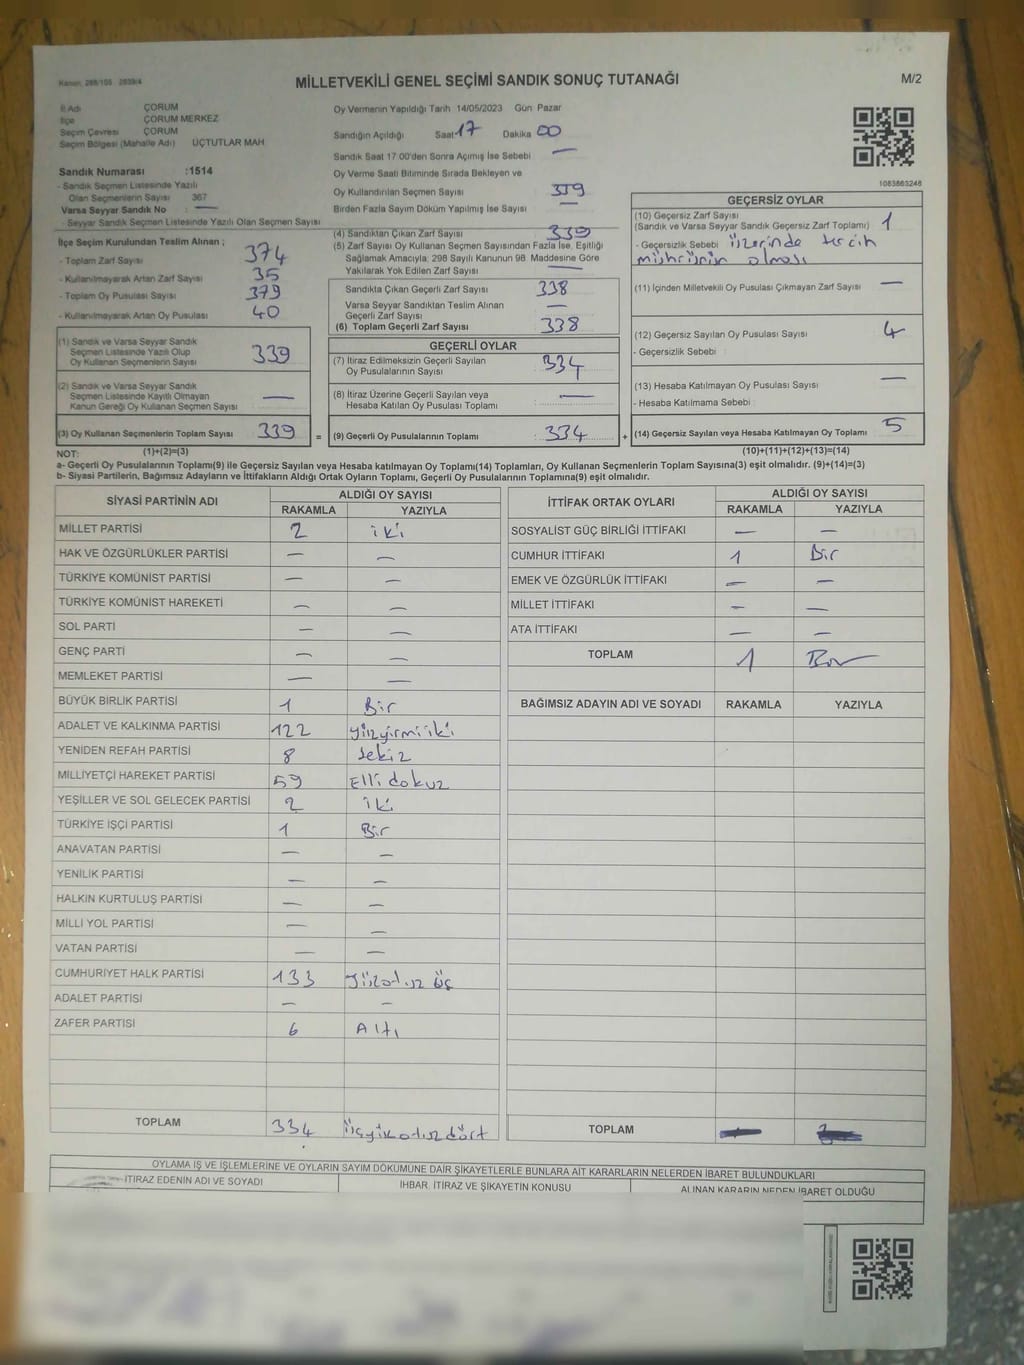 Kanun, 298/105 2839/4
MİLLETVEKİLİ GENEL SEÇİMİ SANDIK SONUÇ TUTANAĞI
M/2
İl Adı ÇORUM
İlçe ÇORUM MERKEZ
Seçim Çevresi ÇORUM
Seçim Bölgesi (Mahalle Adı) ÜÇTUTLAR MAH
Sandık Numarası :1514
- Sandık Seçmen Listesinde Yazılı
Olan Seçmenlerin Sayısı 367
Varsa Seyyar Sandık No : —
- Seyyar Sandık Seçmen Listesinde Yazılı Olan Seçmen Sayısı
Oy Vermenin Yapıldığı Tarih 14/05/2023 Gün Pazar
Sandığın Açıldığı Saat 17 Dakika 00
Sandık Saat 17:00'den Sonra Açımış İse Sebebi —
Oy Verme Saati Bitiminde Sırada Bekleyen ve
Oy Kullandırılan Seçmen Sayısı
Birden Fazla Sayım Döküm Yapılmış İse Sayısı —
1083863246
İlçe Seçim Kurulundan Teslim Alınan ;
- Toplam Zarf Sayısı 374
- Kullanılmayarak Artan Zarf Sayısı 35
- Toplam Oy Pusulası Sayısı 379
- Kullanılmayarak Artan Oy Pusulası 40
(4) Sandıktan Çıkan Zarf Sayısı 339
(5) Zarf Sayısı Oy Kullanan Seçmen Sayısından Fazla İse, Eşitliği
Sağlamak Amacıyla; 298 Sayılı Kanunun 98. Maddesine Göre
Yakılarak Yok Edilen Zarf Sayısı —
Sandıkta Çıkan Geçerli Zarf Sayısı 338
Varsa Seyyar Sandıktan Teslim Alınan
Geçerli Zarf Sayısı —
(6) Toplam Geçerli Zarf Sayısı 338
GEÇERSİZ OYLAR
(10) Geçersiz Zarf Sayısı
(Sandık ve Varsa Seyyar Sandık Geçersiz Zarf Toplamı) 1
- Geçersizlik Sebebi üzerinde tercih
mührünün olması
(11) İçinden Milletvekili Oy Pusulası Çıkmayan Zarf Sayısı —
(12) Geçersiz Sayılan Oy Pusulası Sayısı 4
- Geçersizlik Sebebi :
(13) Hesaba Katılmayan Oy Pusulası Sayısı —
- Hesaba Katılmama Sebebi :
(14) Geçersiz Sayılan veya Hesaba Katılmayan Oy Toplamı 5
(10)+(11)+(12)+(13)=(14)
(1) Sandık ve Varsa Seyyar Sandık
Seçmen Listesinde Yazılı Olup
Oy Kullanan Seçmenlerin Sayısı 339
(2) Sandık ve Varsa Seyyar Sandık
Seçmen Listesinde Kayıtlı Olmayan
Kanun Gereği Oy Kullanan Seçmen Sayısı —
(3) Oy Kullanan Seçmenlerin Toplam Sayısı 339 =
(1)+(2)=(3)
GEÇERLİ OYLAR
(7) İtiraz Edilmeksizin Geçerli Sayılan
Oy Pusulalarının Sayısı 334
(8) İtiraz Üzerine Geçerli Sayılan veya
Hesaba Katılan Oy Pusulası Toplamı —
(9) Geçerli Oy Pusulalarının Toplamı : 334 +
NOT:
a- Geçerli Oy Pusulalarının Toplamı(9) ile Geçersiz Sayılan veya Hesaba katılmayan Oy Toplamı(14) Toplamları, Oy Kullanan Seçmenlerin Toplam Sayısına(3) eşit olmalıdır. (9)+(14)=(3)
b- Siyasi Partilerin, Bağımsız Adayların ve İttifakların Aldığı Ortak Oyların Toplamı, Geçerli Oy Pusulalarının Toplamına(9) eşit olmalıdır.
SİYASİ PARTİNİN ADI ALDIĞI OY SAYISI
RAKAMLA YAZIYLA
MİLLET PARTİSİ 2 iki
HAK VE ÖZGÜRLÜKLER PARTİSİ — —
TÜRKİYE KOMÜNİST PARTİSİ — —
TÜRKİYE KOMÜNİST HAREKETİ — —
SOL PARTİ — —
GENÇ PARTİ — —
MEMLEKET PARTİSİ — —
BÜYÜK BİRLİK PARTİSİ 1 Bir
ADALET VE KALKINMA PARTİSİ 122 yüzyirmiiki
YENİDEN REFAH PARTİSİ 8 sekiz
MİLLİYETÇİ HAREKET PARTİSİ 59 Elli dokuz
YEŞİLLER VE SOL GELECEK PARTİSİ 2 iki
TÜRKİYE İŞÇİ PARTİSİ 1 Bir
ANAVATAN PARTİSİ — —
YENİLİK PARTİSİ — —
HALKIN KURTULUŞ PARTİSİ — —
MİLLİ YOL PARTİSİ — —
VATAN PARTİSİ — —
CUMHURİYET HALK PARTİSİ 133 yüzotuz üç
ADALET PARTİSİ — —
ZAFER PARTİSİ 6 Altı
TOPLAM 334 üçyüzotuzdört
İTTİFAK ORTAK OYLARI ALDIĞI OY SAYISI
RAKAMLA YAZIYLA
SOSYALİST GÜÇ BİRLİĞİ İTTİFAKI — —
CUMHUR İTTİFAKI 1 Bir
EMEK VE ÖZGÜRLÜK İTTİFAKI — —
MİLLET İTTİFAKI — —
ATA İTTİFAKI — —
TOPLAM 1 Bir
BAĞIMSIZ ADAYIN ADI VE SOYADI RAKAMLA YAZIYLA
TOPLAM
OYLAMA İŞ VE İŞLEMLERİNE VE OYLARIN SAYIM DÖKÜMÜNE DAİR ŞİKAYETLERLE BUNLARA AİT KARARLARIN NELERDEN İBARET BULUNDUKLARI
İTİRAZ EDENİN ADI VE SOYADI
İHBAR, İTİRAZ VE ŞİKAYETİN KONUSU
ALINAN KARARIN NEDEN İBARET OLDUĞU